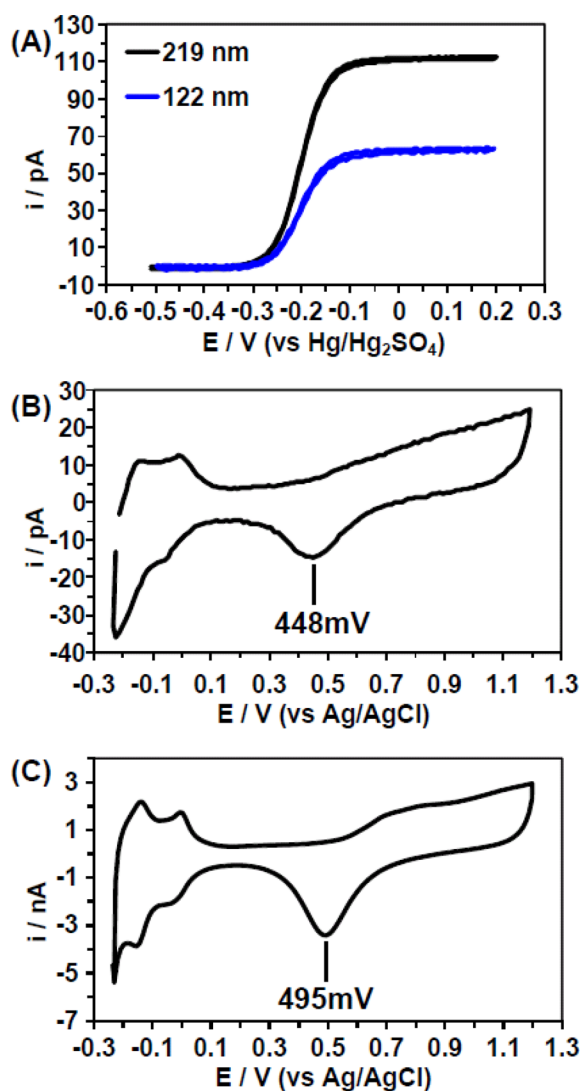 (A)
130
110
90
70
50
30
10
-10
i / pA
219 nm
122 nm
-0.6 -0.5 -0.4 -0.3 -0.2 -0.1 0 0.1 0.2 0.3
E / V (vs Hg/Hg₂SO₄)
(B)
30
20
10
0
-10
-20
-30
-40
i / pA
448mV
-0.3 -0.1 0.1 0.3 0.5 0.7 0.9 1.1 1.3
E / V (vs Ag/AgCl)
(C)
3
1
-1
-3
-5
-7
i / nA
495mV
-0.3 -0.1 0.1 0.3 0.5 0.7 0.9 1.1 1.3
E / V (vs Ag/AgCl)